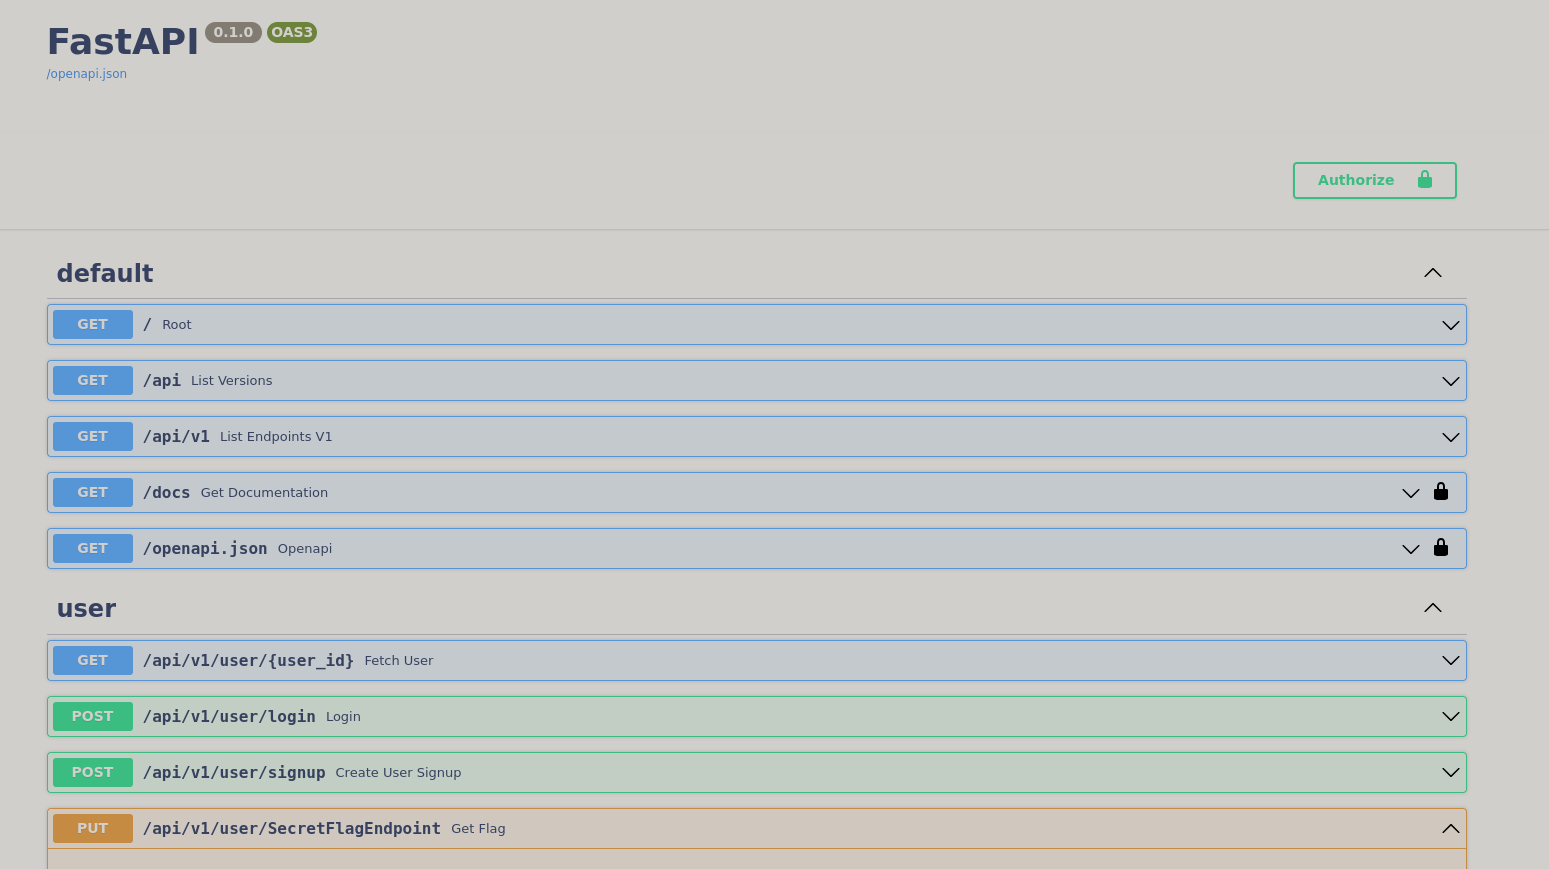 FastAPI 0.1.0 OAS3
/openapi.json
Authorize
default
GET / Root
GET /api List Versions
GET /api/v1 List Endpoints V1
GET /docs Get Documentation
GET /openapi.json Openapi
user
GET /api/v1/user/{user_id} Fetch User
POST /api/v1/user/login Login
POST /api/v1/user/signup Create User Signup
PUT /api/v1/user/SecretFlagEndpoint Get Flag